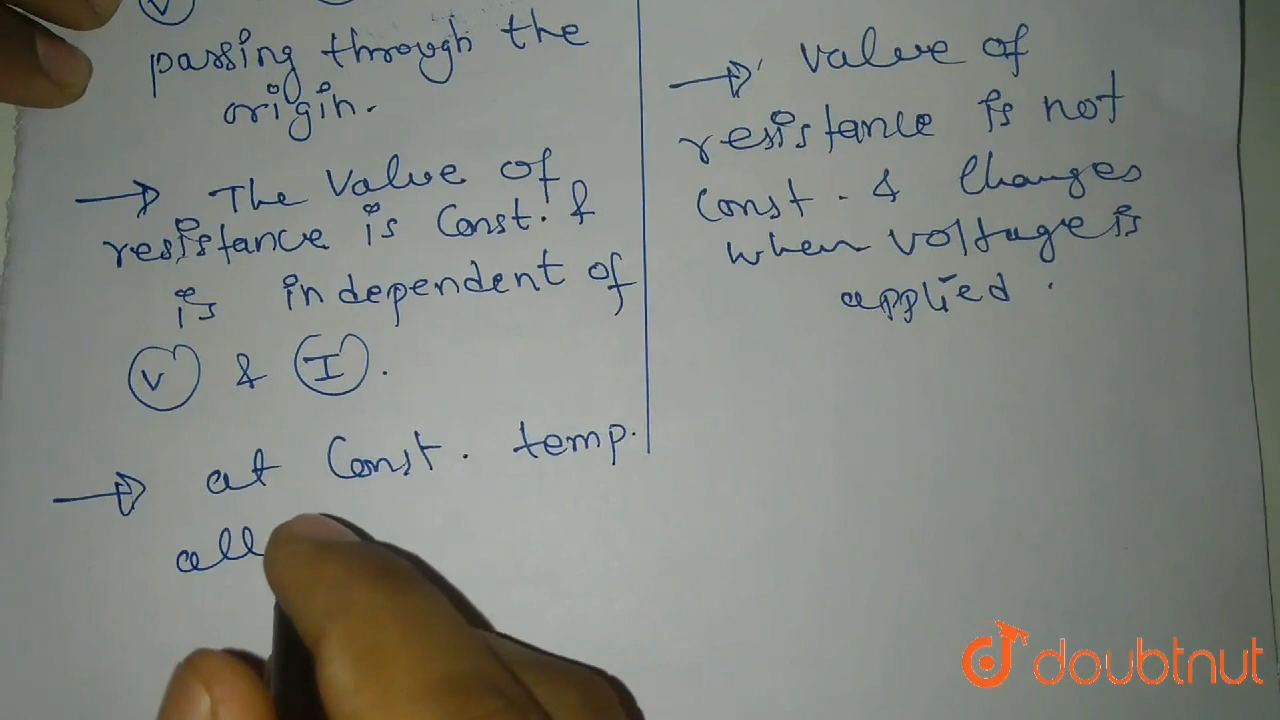 V
passing through the
origin.
→ The value of
resistance is Const. &
is independent of
V & I.
→ at Const. temp.
all
→ value of
resistance is not
const. & Changes
when voltage is
applied.
doubtnut